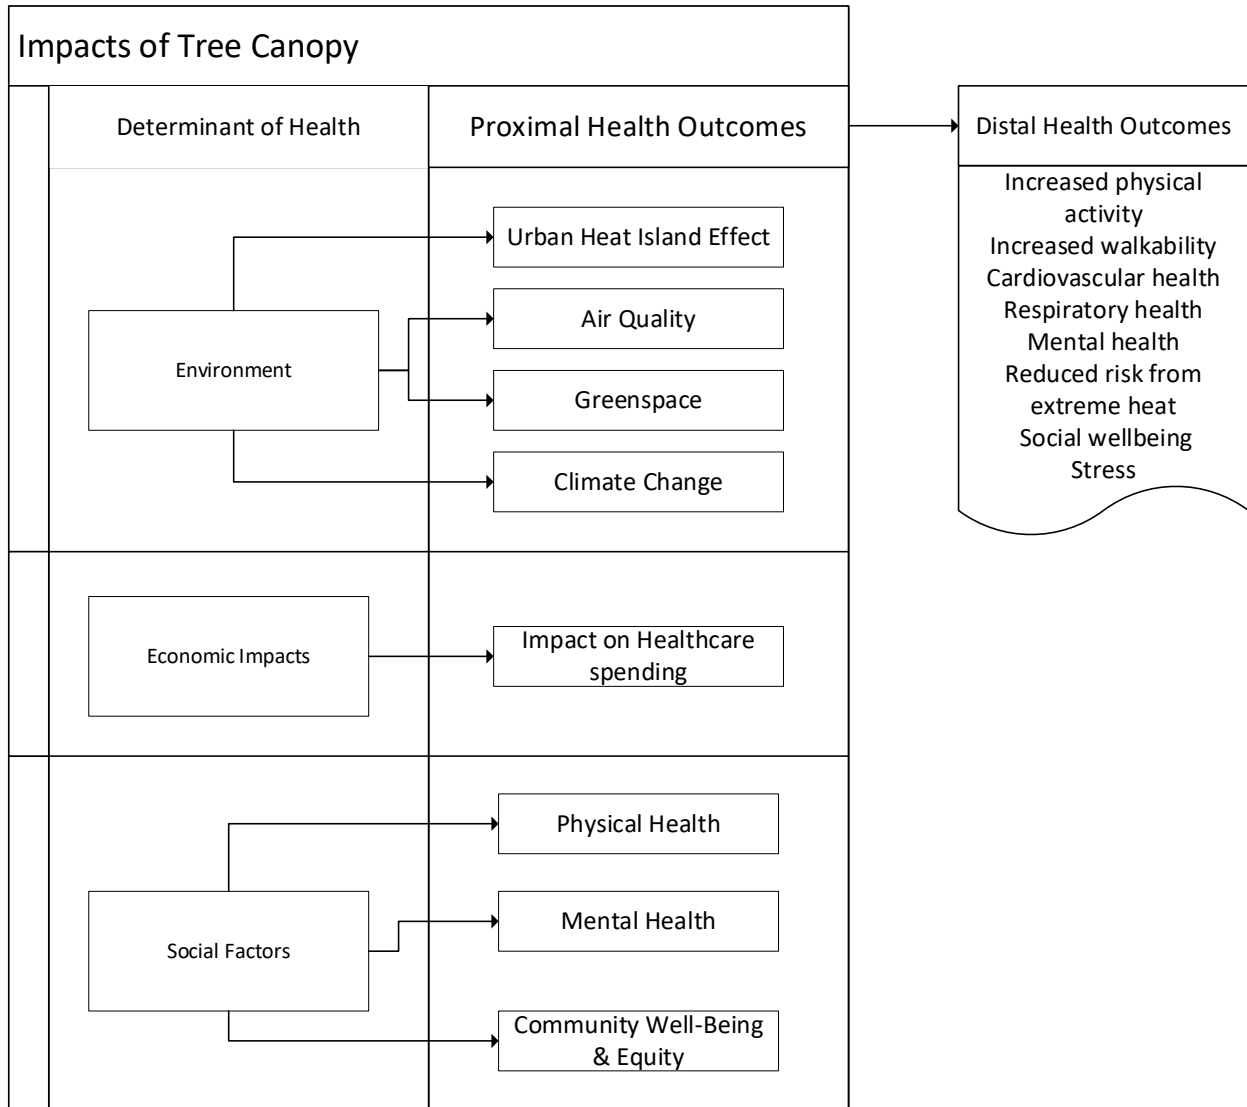 Impacts of Tree Canopy
Determinant of Health
Proximal Health Outcomes
Distal Health Outcomes
Increased physical
activity
Increased walkability
Cardiovascular health
Respiratory health
Mental health
Reduced risk from
extreme heat
Social wellbeing
Stress
Environment
Urban Heat Island Effect
Air Quality
Greenspace
Climate Change
Economic Impacts
Impact on Healthcare
spending
Social Factors
Physical Health
Mental Health
Community Well-Being
& Equity